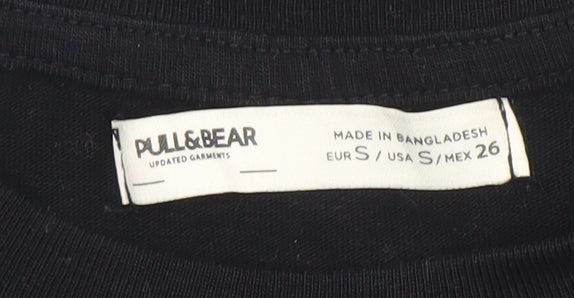 PULL&BEAR
UPDATED GARMENTS
MADE IN BANGLADESH
EUR S / USA S / MEX 26